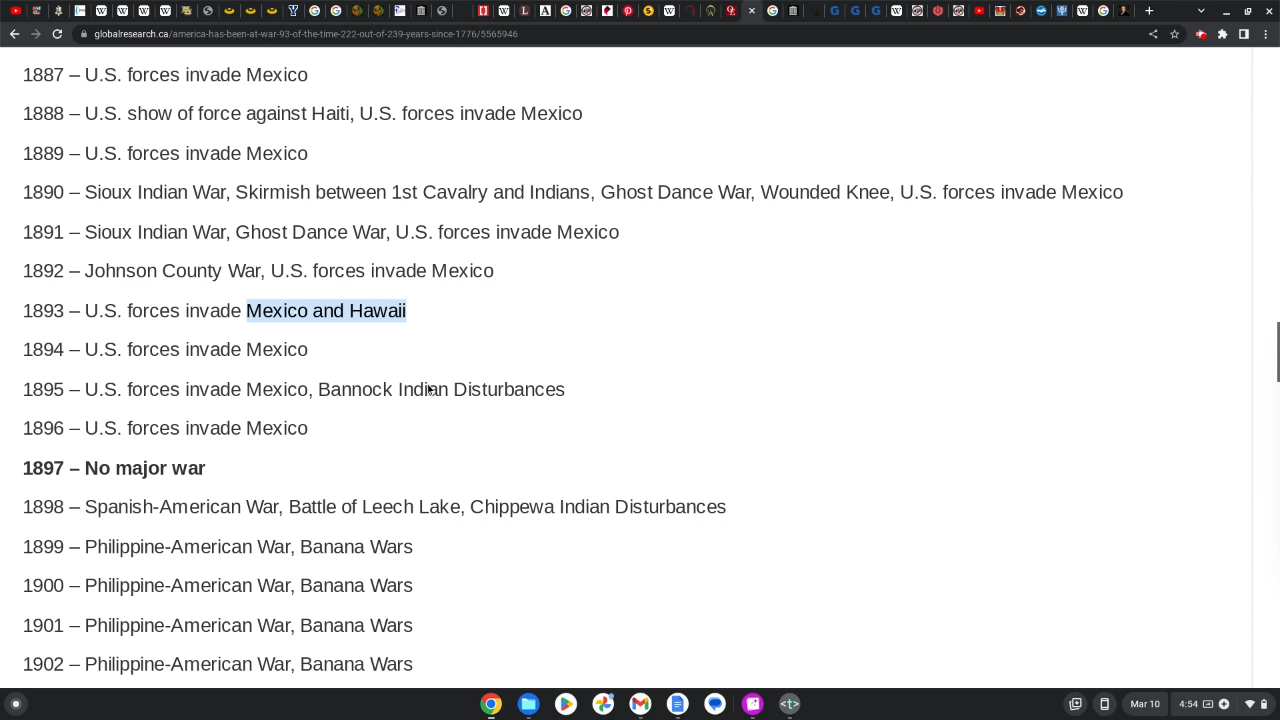 globalresearch.ca/america-has-been-at-war-93-of-the-time-222-out-of-239-years-since-1776/5565946
1887 – U.S. forces invade Mexico
1888 – U.S. show of force against Haiti, U.S. forces invade Mexico
1889 – U.S. forces invade Mexico
1890 – Sioux Indian War, Skirmish between 1st Cavalry and Indians, Ghost Dance War, Wounded Knee, U.S. forces invade Mexico
1891 – Sioux Indian War, Ghost Dance War, U.S. forces invade Mexico
1892 – Johnson County War, U.S. forces invade Mexico
1893 – U.S. forces invade Mexico and Hawaii
1894 – U.S. forces invade Mexico
1895 – U.S. forces invade Mexico, Bannock Indian Disturbances
1896 – U.S. forces invade Mexico
1897 – No major war
1898 – Spanish-American War, Battle of Leech Lake, Chippewa Indian Disturbances
1899 – Philippine-American War, Banana Wars
1900 – Philippine-American War, Banana Wars
1901 – Philippine-American War, Banana Wars
1902 – Philippine-American War, Banana Wars
Mar 10 4:54